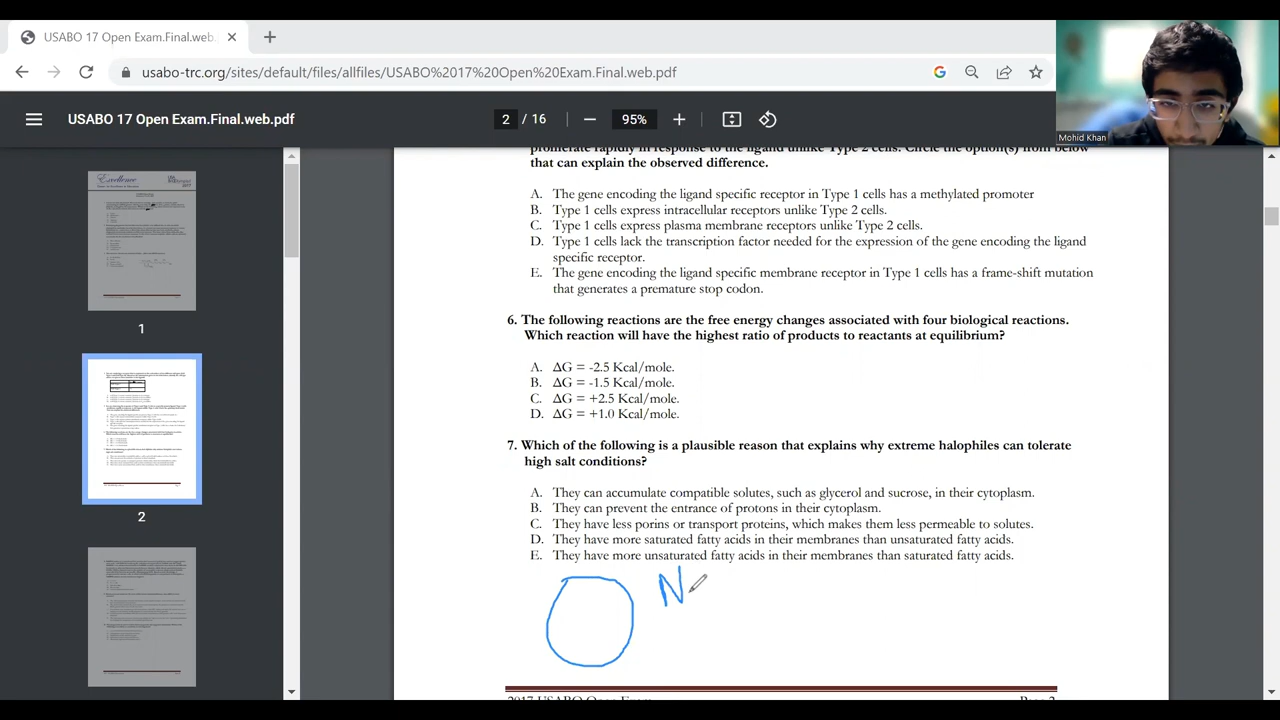 USABO 17 Open Exam.Final.web.
usabo-trc.org/sites/default/files/allfiles/USABO%2017%20Open%20Exam.Final.web.pdf
Mohid Khan
USABO 17 Open Exam.Final.web.pdf
2 / 16
95%
proliferate rapidly in response to the ligand unlike Type 2 cells. Circle the option(s) from below
that can explain the observed difference.
A. The gene encoding the ligand specific receptor in Type 1 cells has a methylated promoter
B. Type 1 cells express intracellular receptors unlike Type 2 cells.
C. Type 1 cells express plasma membrane receptors unlike Type 2 cells.
D. Type 1 cells lack the transcription factor needed for the expression of the gene encoding the ligand
specific receptor.
E. The gene encoding the ligand specific membrane receptor in Type 1 cells has a frame-shift mutation
that generates a premature stop codon.
6. The following reactions are the free energy changes associated with four biological reactions.
Which reaction will have the highest ratio of products to reactants at equilibrium?
A. ΔG = -2.5 Kcal/mole.
B. ΔG = -1.5 Kcal/mole.
C. ΔG = +2.5 Kcal/mole.
D. ΔG = +1.0 Kcal/mole.
7. Which of the following is a plausible reason that explains why extreme halophiles can tolerate
high salt conditions?
A. They can accumulate compatible solutes, such as glycerol and sucrose, in their cytoplasm.
B. They can prevent the entrance of protons in their cytoplasm.
C. They have less porins or transport proteins, which makes them less permeable to solutes.
D. They have more saturated fatty acids in their membranes than unsaturated fatty acids.
E. They have more unsaturated fatty acids in their membranes than saturated fatty acids.
N
1
2
2017 USABO Open Exam
Page 2